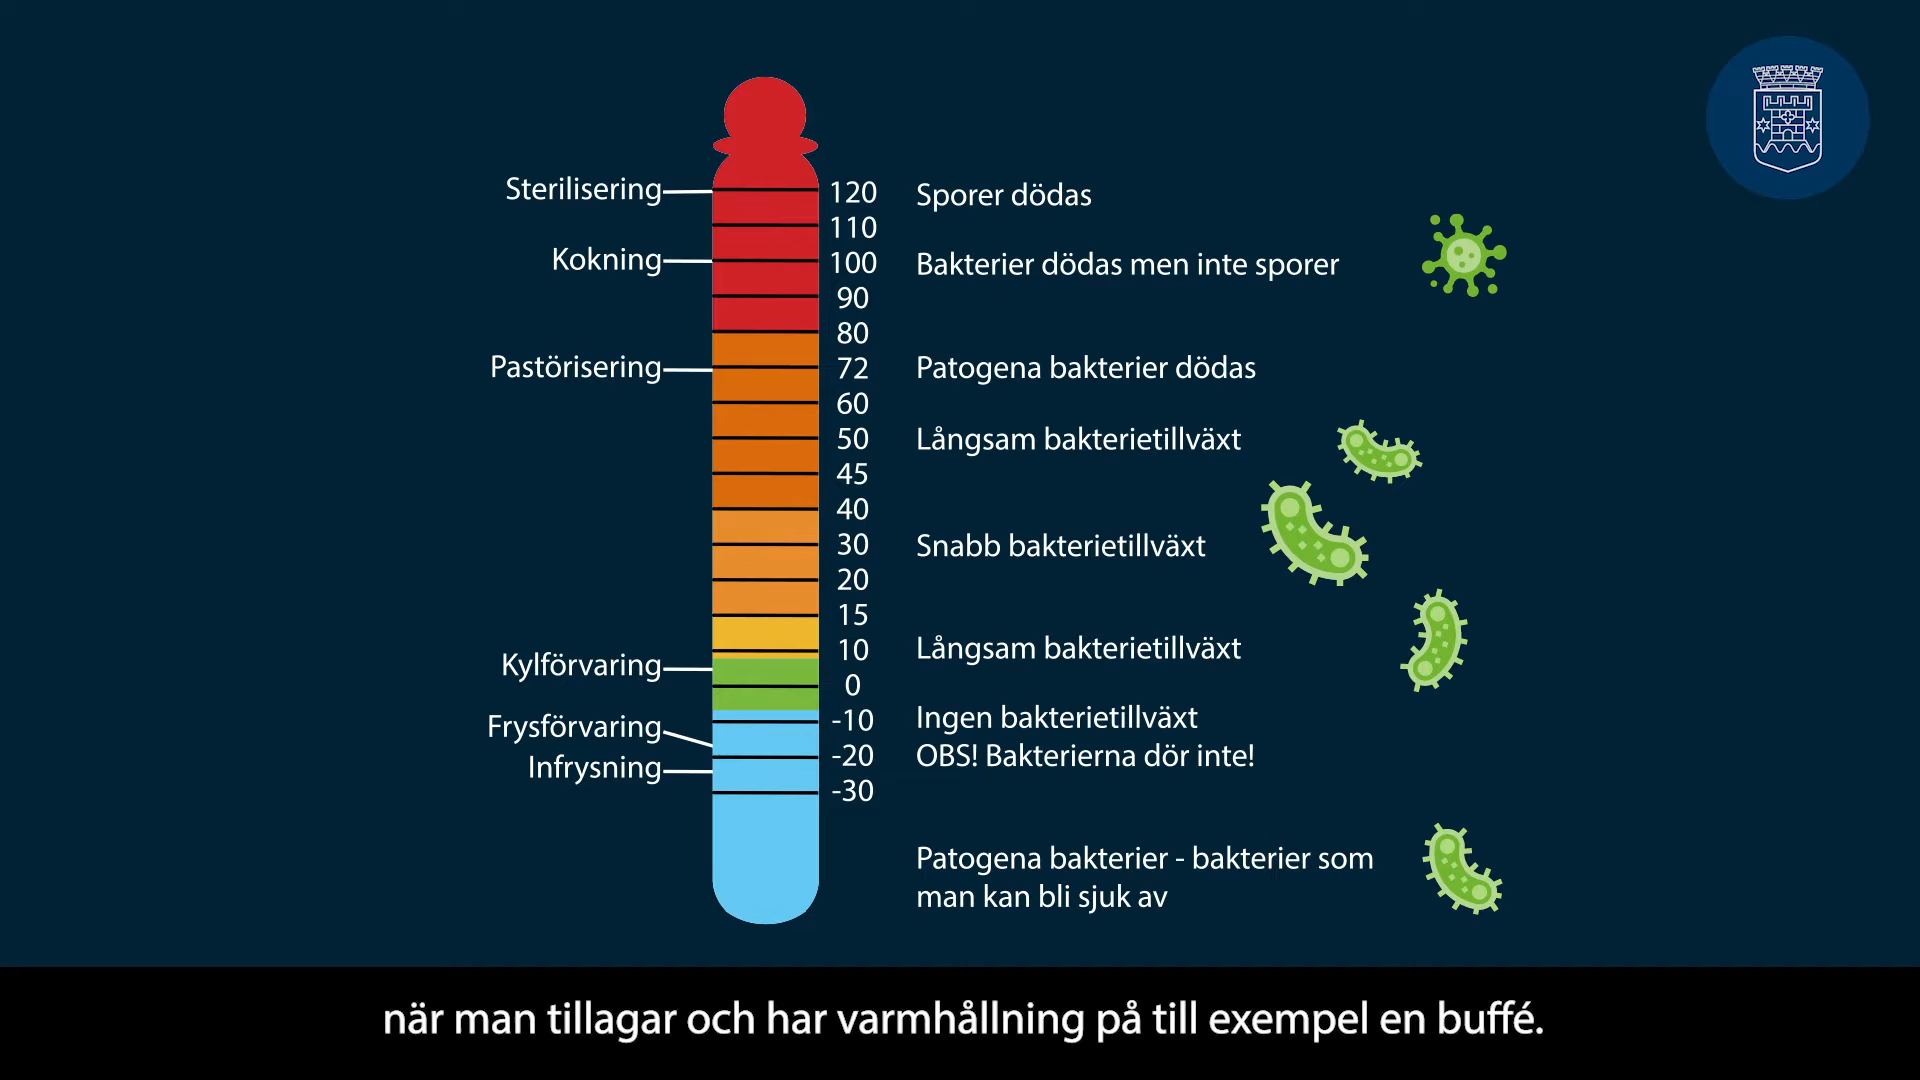 Sterilisering
120
Sporer dödas
110
Kokning
100
Bakterier dödas men inte sporer
90
80
Pastörisering
72
Patogena bakterier dödas
60
50
Långsam bakterietillväxt
45
40
30
Snabb bakterietillväxt
20
15
10
Långsam bakterietillväxt
Kylförvaring
0
-10
Ingen bakterietillväxt
Frysförvaring
-20
OBS! Bakterierna dör inte!
Infrysning
-30
Patogena bakterier - bakterier som
man kan bli sjuk av
när man tillagar och har varmhållning på till exempel en buffé.